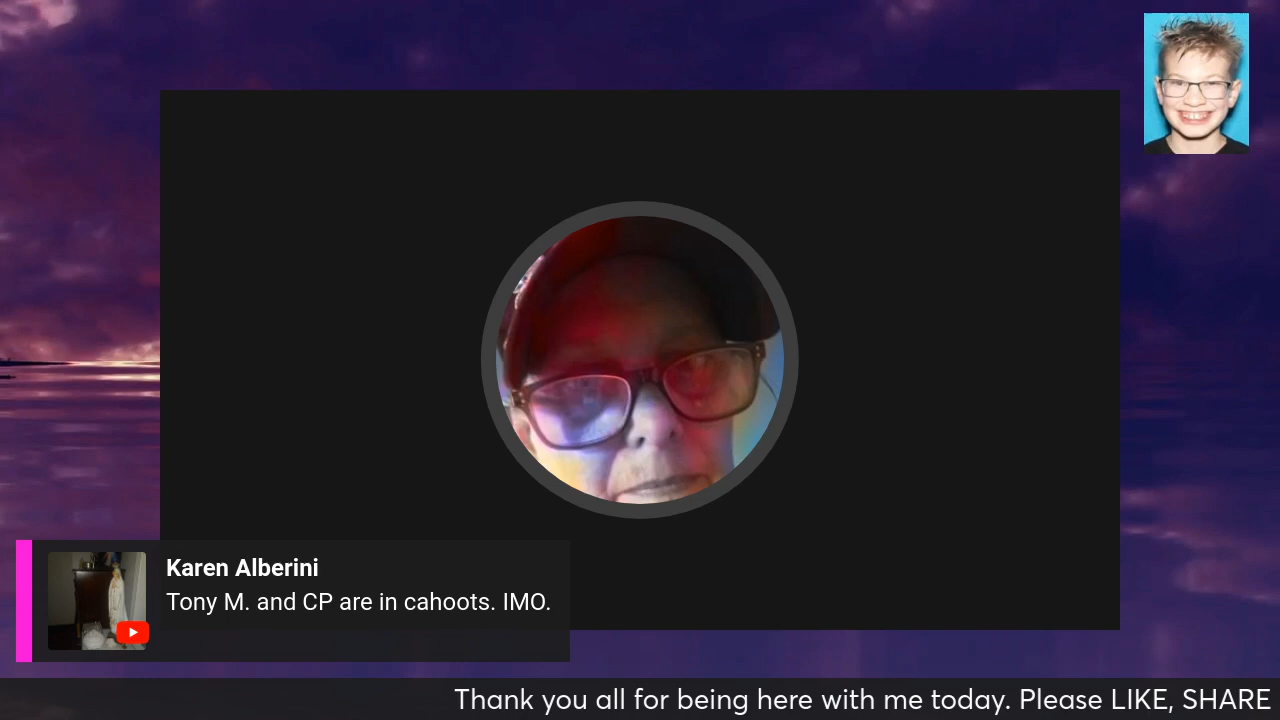 Karen Alberini
Tony M. and CP are in cahoots. IMO.
Thank you all for being here with me today. Please LIKE, SHARE